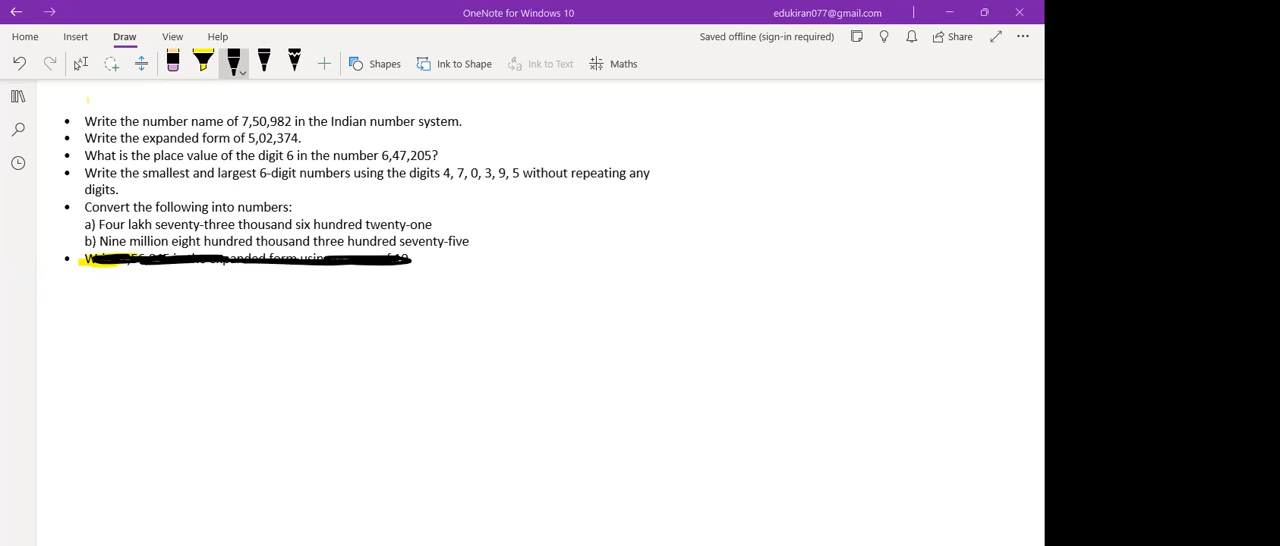 OneNote for Windows 10
edukiran077@gmail.com
Home Insert Draw View Help
Saved offline (sign-in required) Share
Shapes Ink to Shape Ink to Text Maths
• Write the number name of 7,50,982 in the Indian number system.
• Write the expanded form of 5,02,374.
• What is the place value of the digit 6 in the number 6,47,205?
• Write the smallest and largest 6-digit numbers using the digits 4, 7, 0, 3, 9, 5 without repeating any
digits.
• Convert the following into numbers:
a) Four lakh seventy-three thousand six hundred twenty-one
b) Nine million eight hundred thousand three hundred seventy-five
• expanded form using